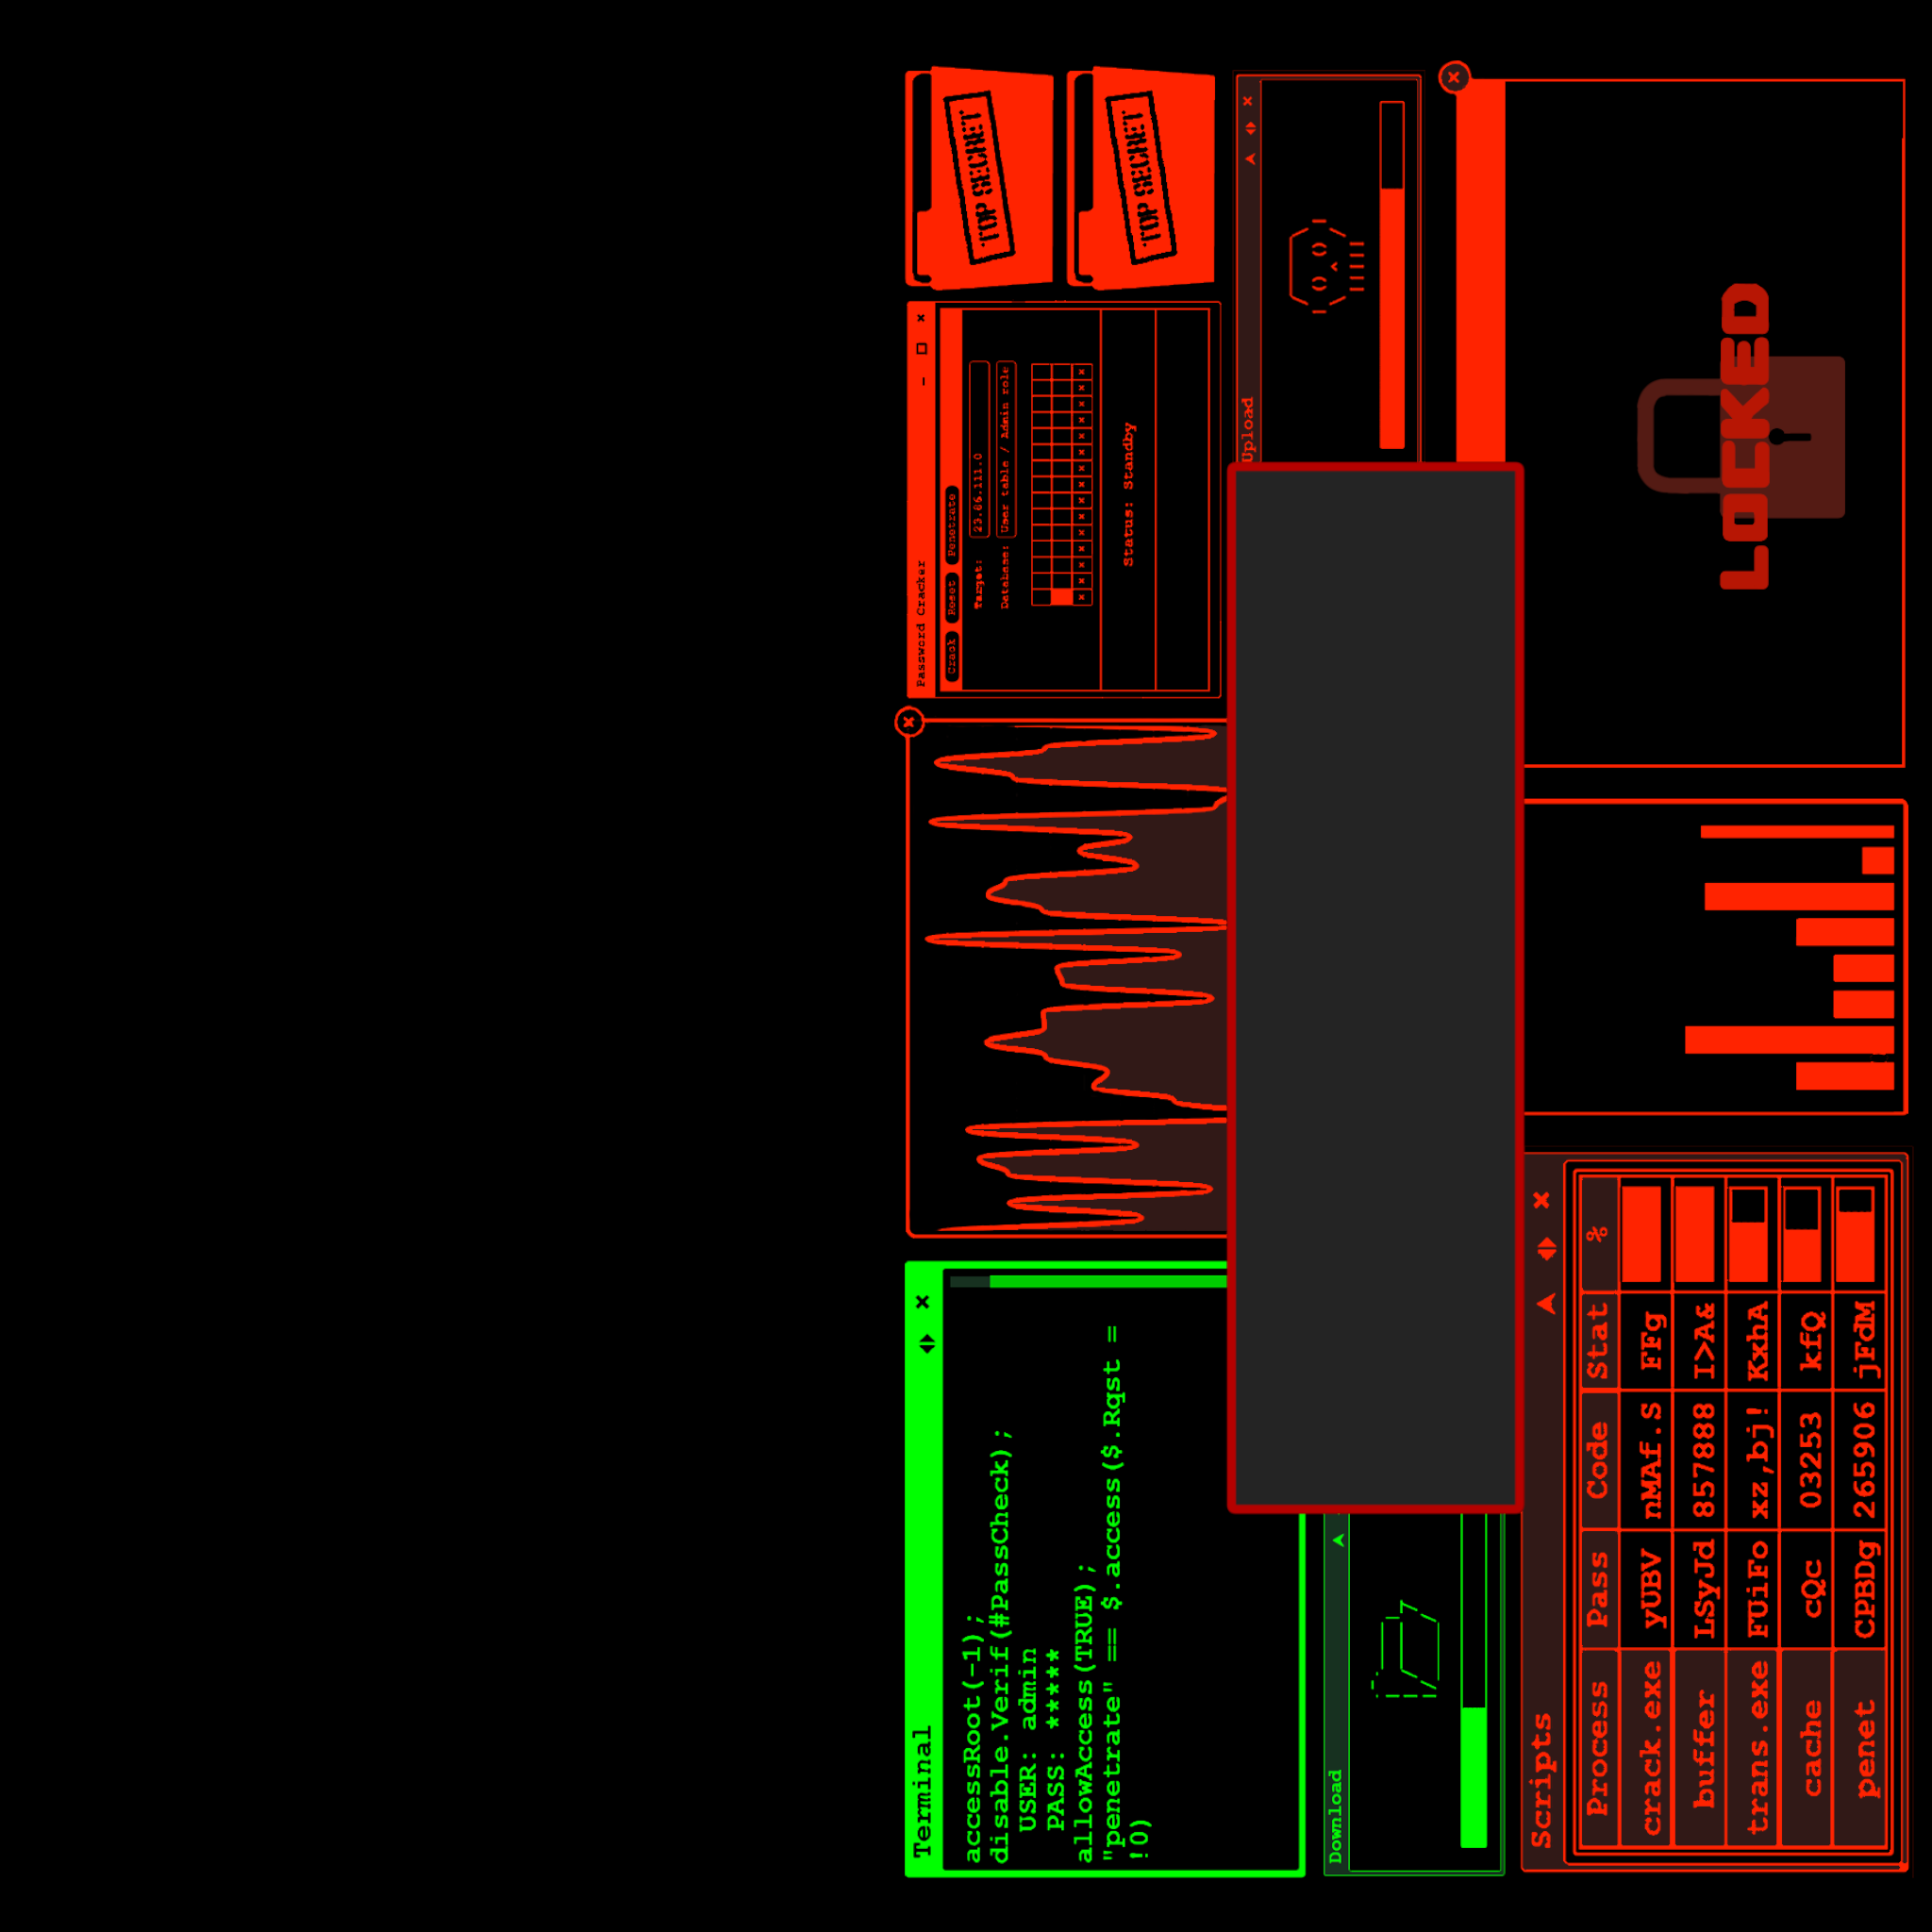 Terminal
accessRoot(-1);
disable.Verif(#PassCheck);
USER: admin
PASS: *****
allowAccess(TRUE);
"penetrate" == $.access($.Rqst =
!0)
Password Cracker
Crack Reset Penetrate
Target: 23.66.111.0
Database: User table / Admin role
Status: Standby
TOP SECRET
TOP SECRET
Upload
Download
Scripts
Process Pass Code Stat %
crack.exe yUBV nMAf.S FFg
buffer LSyJd 857888 I>A&
trans.exe FUiFo xz,bj! KxhA
cache cQc 03253 kfQ
penet CPBDg 265906 jFdM
LOCKED